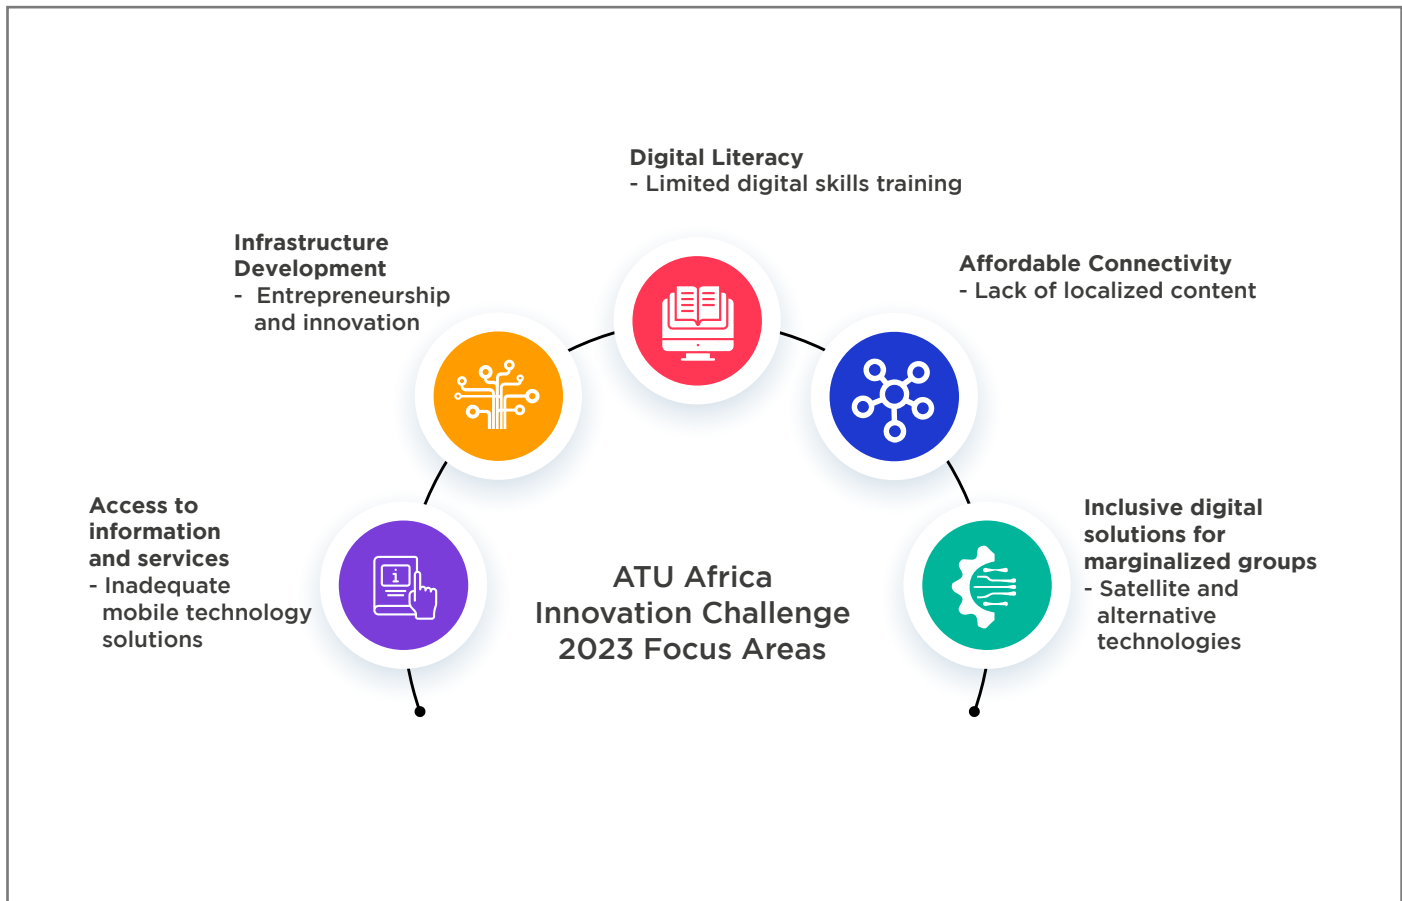 Digital Literacy
- Limited digital skills training
Infrastructure
Development
- Entrepreneurship
and innovation
Affordable Connectivity
- Lack of localized content
Access to
information
and services
- Inadequate
mobile technology
solutions
Inclusive digital
solutions for
marginalized groups
- Satellite and
alternative
technologies
ATU Africa
Innovation Challenge
2023 Focus Areas
i